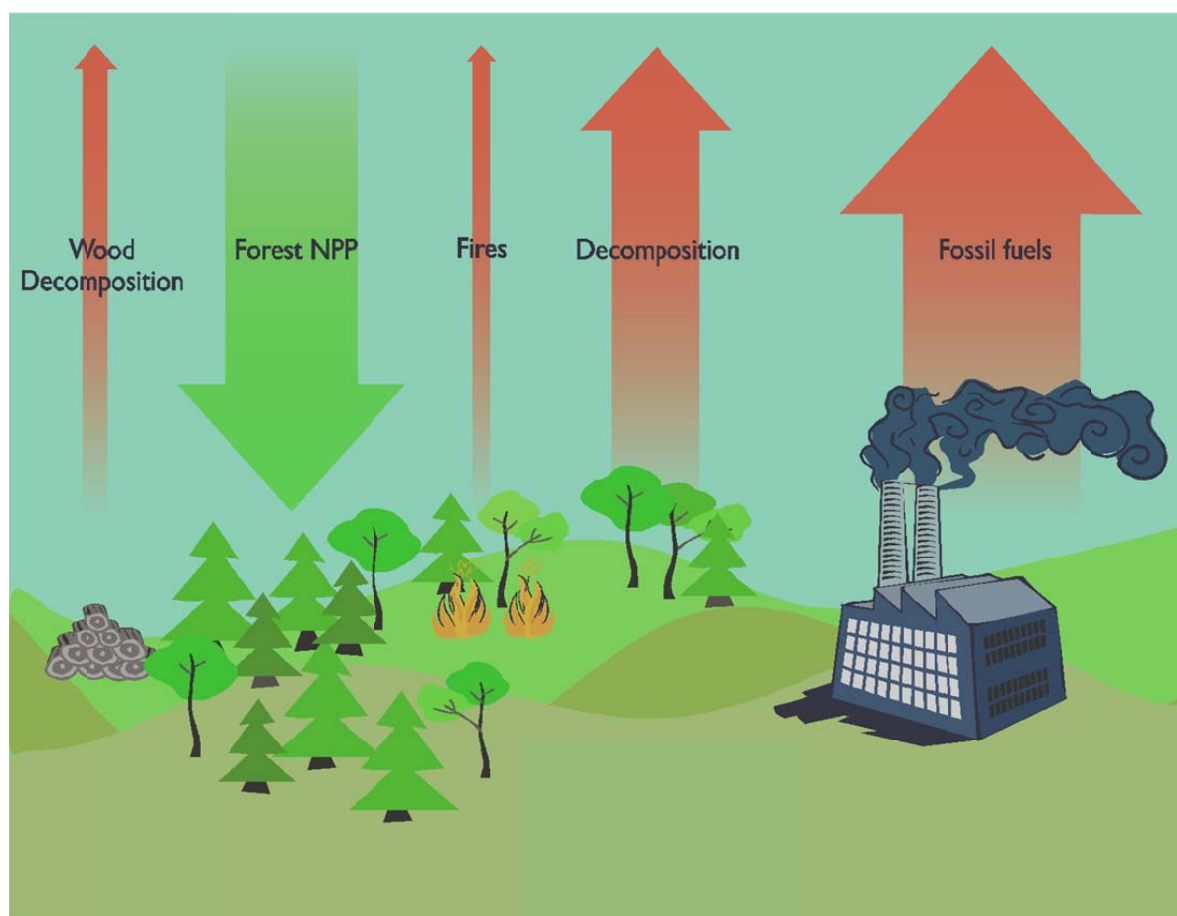 Wood
Decomposition
Forest NPP
Fires
Decomposition
Fossil fuels